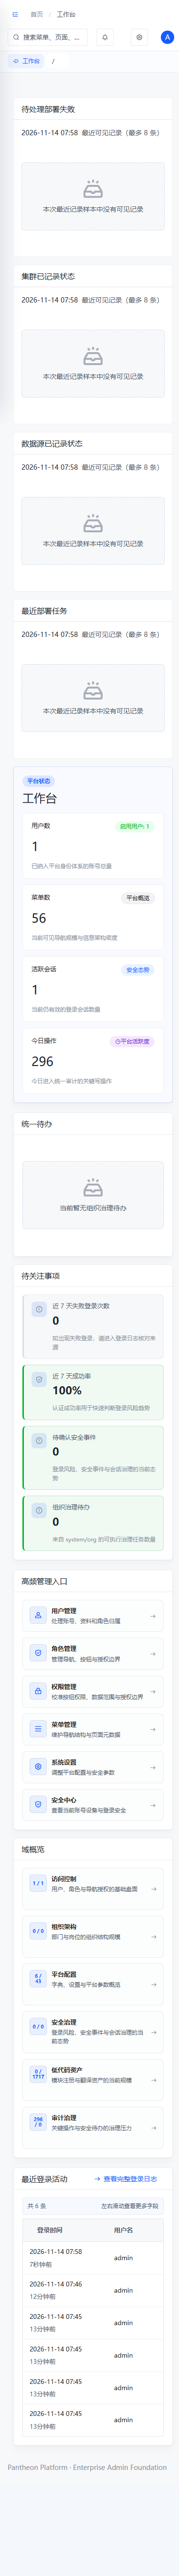 首页 / 工作台
搜索菜单、页面、...
A
工作台 /
待处理部署失败
2026-11-14 07:58 最近可见记录（最多 8 条）
本次最近记录样本中没有可见记录
集群已记录状态
2026-11-14 07:58 最近可见记录（最多 8 条）
本次最近记录样本中没有可见记录
数据源已记录状态
2026-11-14 07:58 最近可见记录（最多 8 条）
本次最近记录样本中没有可见记录
最近部署任务
2026-11-14 07:58 最近可见记录（最多 8 条）
本次最近记录样本中没有可见记录
平台状态
工作台
用户数
启用用户: 1
1
已纳入平台身份体系的账号总量
菜单数
平台概览
56
当前可见导航规模与信息架构密度
活跃会话
安全态势
1
当前仍有效的登录会话数量
今日操作
平台活跃度
296
今日进入统一审计的关键写操作
统一待办
当前暂无组织治理待办
待关注事项
近 7 天失败登录次数
0
如出现失败登录，请进入登录日志核对来
源
近 7 天成功率
100%
认证成功率用于快速判断登录风险趋势
待确认安全事件
0
登录风险、安全事件与会话治理的当前态
势
组织治理待办
0
来自 system/org 的可执行治理任务数量
高频管理入口
用户管理
处理账号、资料和角色归属
角色管理
管理导航、按钮与授权边界
权限管理
校准按钮权限、数据范围与授权边界
菜单管理
维护导航结构与页面元数据
系统设置
调整平台配置与安全参数
安全中心
查看当前账号设备与登录安全
域概览
1 / 1
访问控制
用户、角色与导航授权的基础盘面
0 / 0
组织架构
部门与岗位的组织结构规模
6 /
43
平台配置
字典、设置与平台参数概览
0 / 0
安全治理
登录风险、安全事件与会话治理的当
前态势
0 /
1717
低代码资产
模块注册与翻译资产的当前规模
296
/ 0
审计治理
关键操作与安全待办的治理压力
最近登录活动
查看完整登录日志
共 6 条
左右滑动查看更多字段
登录时间 用户名
2026-11-14 07:58
7秒钟前
admin
2026-11-14 07:46
12分钟前
admin
2026-11-14 07:45
13分钟前
admin
2026-11-14 07:45
13分钟前
admin
2026-11-14 07:45
13分钟前
admin
2026-11-14 07:45
13分钟前
admin
Pantheon Platform · Enterprise Admin Foundation